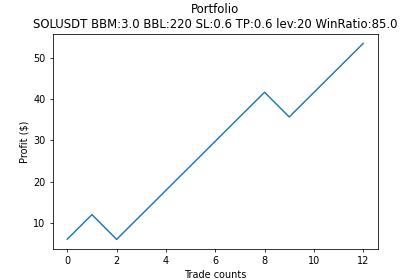 Portfolio
SOLUSDT BBM:3.0 BBL:220 SL:0.6 TP:0.6 lev:20 WinRatio:85.0
50
40
30
20
10
Profit ($)
0 2 4 6 8 10 12
Trade counts